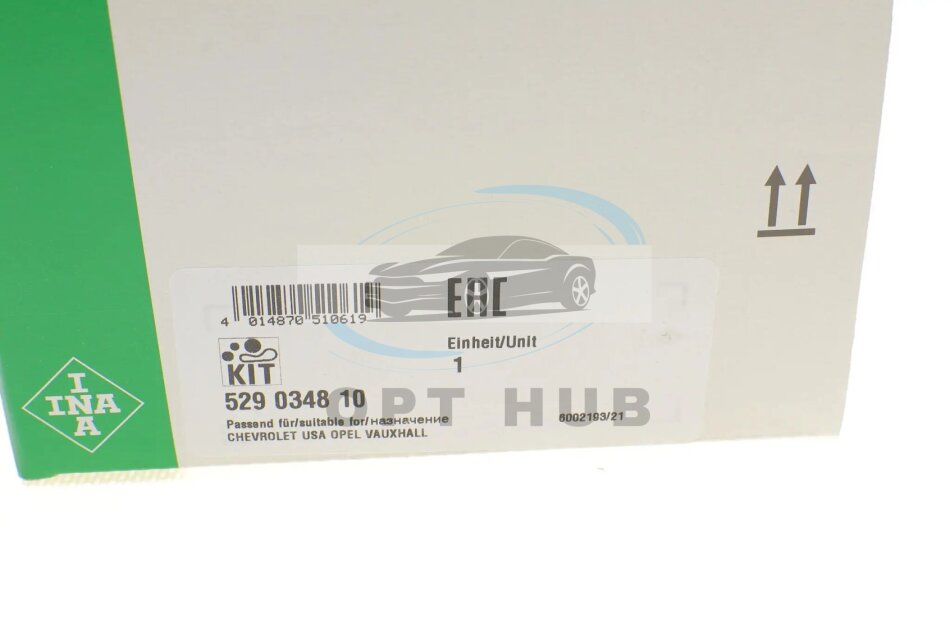 EAC
4 014870 510619
Einheit/Unit
1
KIT
529 0348 10
OPT HUB
Passend für/suitable for/назначение
6002193/21
CHEVROLET USA OPEL VAUXHALL
INA
INA